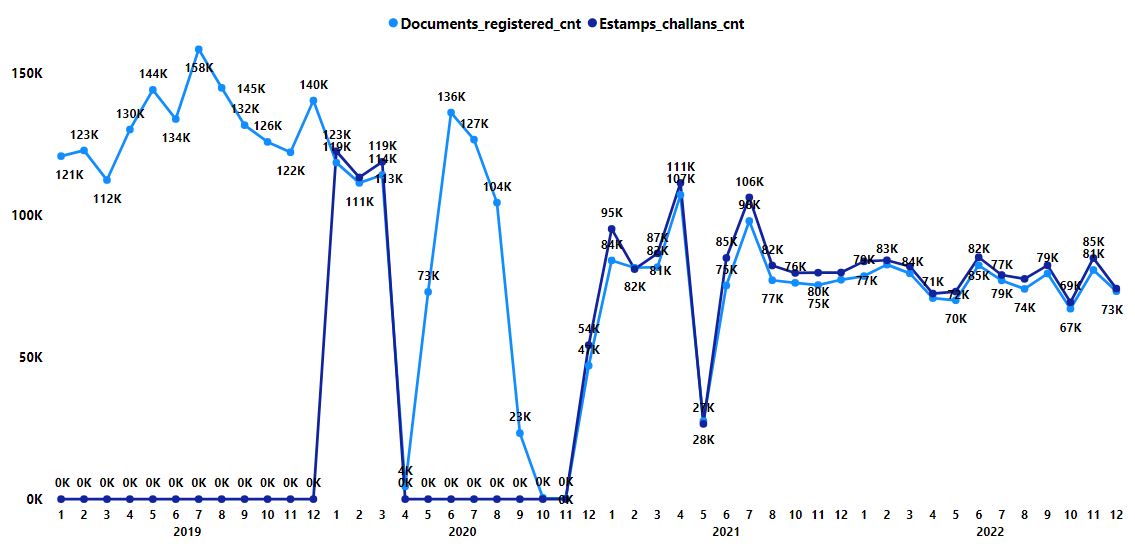 Documents_registered_cnt Estamps_challans_cnt
150K
100K
50K
0K
121K 123K 112K 130K 144K 134K 158K 145K 132K 126K 122K 140K
123K 119K 111K 119K 114K 113K
4K 73K 136K 127K 104K 23K
54K 47K 95K 84K 82K 87K 82K 81K 111K 107K
27K 28K 85K 75K 106K 98K 82K 77K 76K 80K 75K
79K 77K 83K 84K 71K 72K 70K 82K 85K 77K 79K 74K 79K 69K 67K 85K 81K 73K
0K 0K 0K 0K 0K 0K 0K 0K 0K 0K 0K 0K 0K 0K 0K 0K 0K 0K 0K 0K 0K
1 2 3 4 5 6 7 8 9 10 11 12 1 2 3 4 5 6 7 8 9 10 11 12 1 2 3 4 5 6 7 8 9 10 11 12 1 2 3 4 5 6 7 8 9 10 11 12
2019 2020 2021 2022